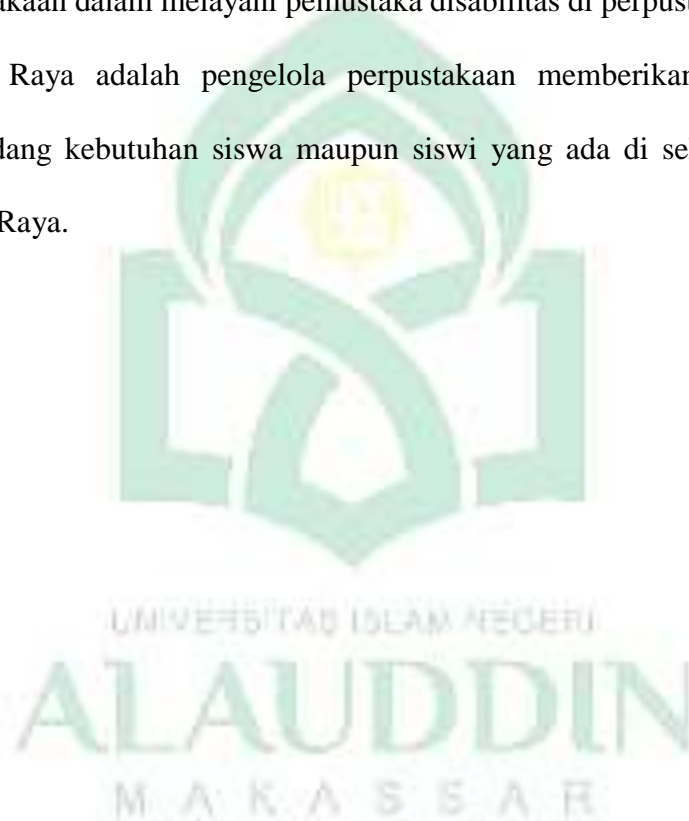 akaan dalam melayani pemustaka disabilitas di perpust
Raya adalah pengelola perpustakaan memberikan
dang kebutuhan siswa maupun siswi yang ada di se
Raya.
UNIVERSITAS ISLAM NEGERI
ALAUDDIN
MAKASSAR